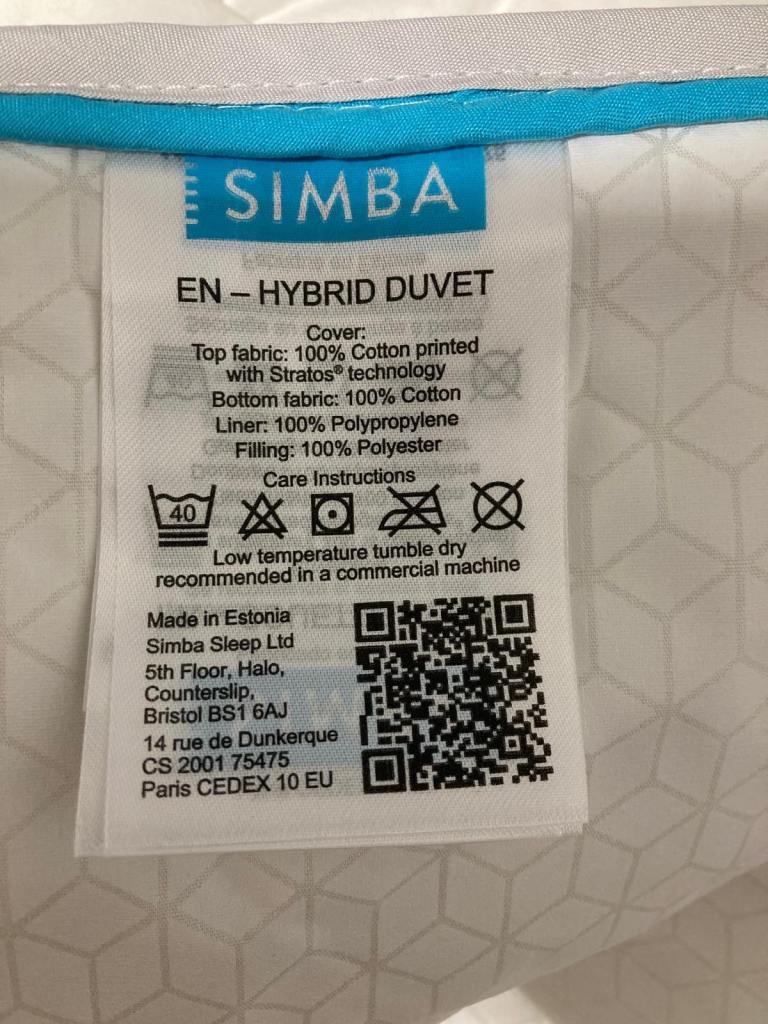 SIMBA
EN – HYBRID DUVET
Cover:
Top fabric: 100% Cotton printed
with Stratos® technology
Bottom fabric: 100% Cotton
Liner: 100% Polypropylene
Filling: 100% Polyester
Care Instructions
40
Low temperature tumble dry
recommended in a commercial machine
Made in Estonia
Simba Sleep Ltd
5th Floor, Halo,
Counterslip,
Bristol BS1 6AJ
14 rue de Dunkerque
CS 2001 75475
Paris CEDEX 10 EU